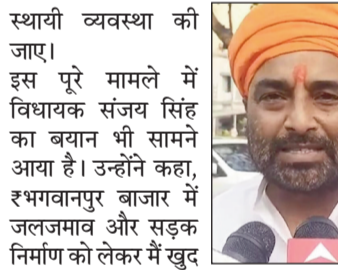 स्थायी व्यवस्था की
जाए।
इस पूरे मामले में
विधायक संजय सिंह
का बयान भी सामने
आया है। उन्होंने कहा,
₹भगवानपुर बाजार में
जलजमाव और सड़क
निर्माण को लेकर मैं खुद